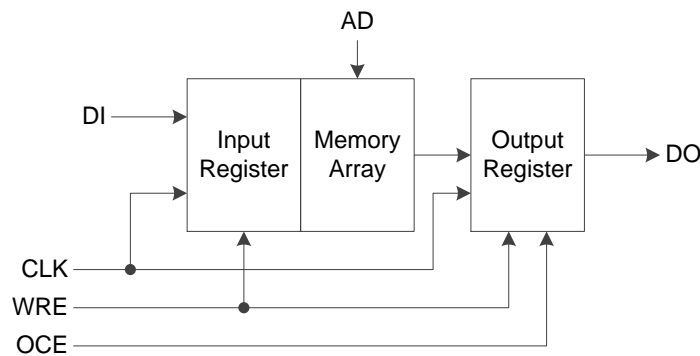 AD
DI
Input
Register
Memory
Array
Output
Register
DO
CLK
WRE
OCE